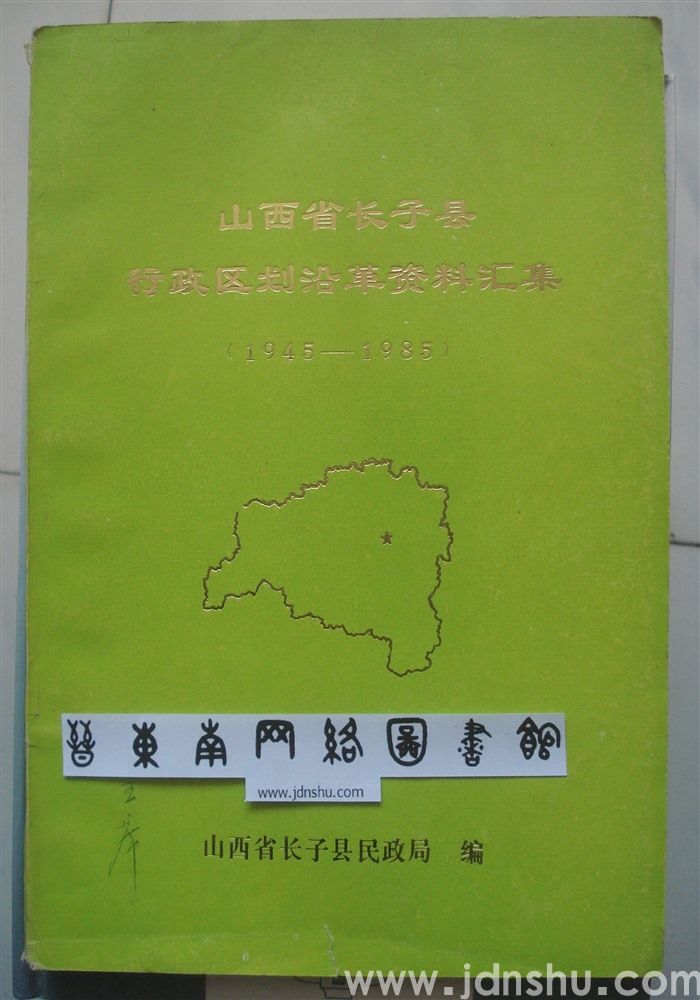 山西省长子县
行政区划沿革资料汇集
（1945—1985）
晉東南网絡圖書館
www.jdnshu.com
山西省长子县民政局 编
www.jdnshu.com